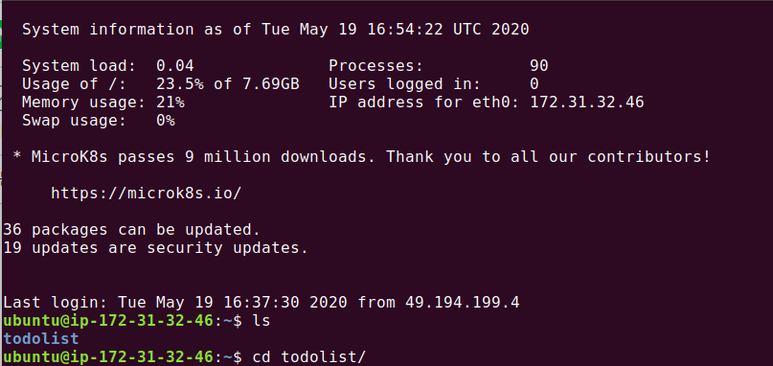 System information as of Tue May 19 16:54:22 UTC 2020
System load:  0.04                Processes:           90
Usage of /:   23.5% of 7.69GB   Users logged in:     0
Memory usage: 21%                IP address for eth0: 172.31.32.46
Swap usage:   0%
* MicroK8s passes 9 million downloads. Thank you to all our contributors!
https://microk8s.io/
36 packages can be updated.
19 updates are security updates.
Last login: Tue May 19 16:37:30 2020 from 49.194.199.4
ubuntu@ip-172-31-32-46:~$ ls
todolist
ubuntu@ip-172-31-32-46:~$ cd todolist/